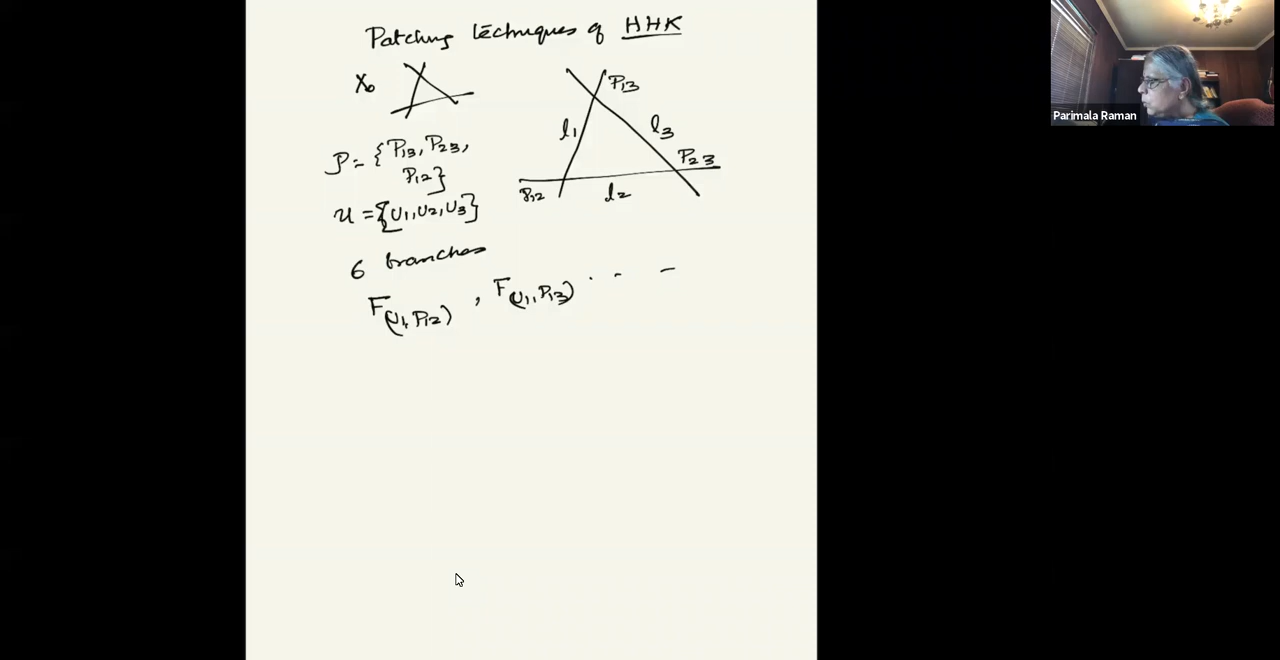 Patching techniques of HHK
X₀
P₁₃
l₁
l₃
P₂₃
P₁₂
l₂
𝒫 = {P₁₃, P₂₃,
P₁₂}
𝒰 = {U₁, U₂, U₃}
6 branches
F(U₁, P₁₂) , F(U₁, P₁₃) . - -
Parimala Raman